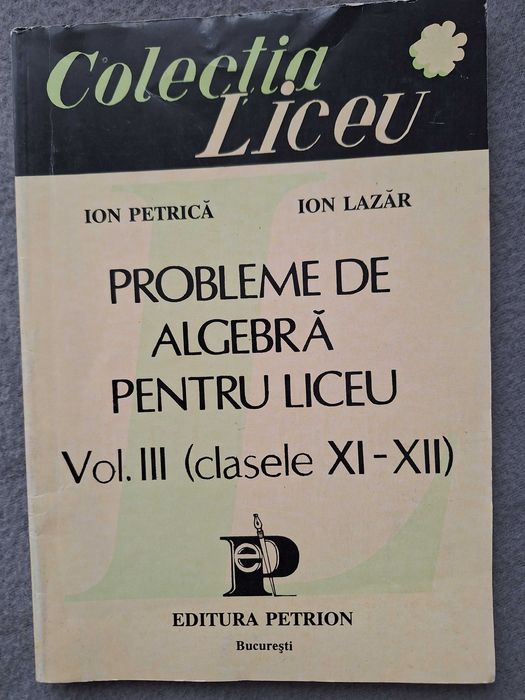 Colecția
Liceu
ION PETRICĂ ION LAZĂR
PROBLEME DE
ALGEBRĂ
PENTRU LICEU
Vol. III (clasele XI-XII)
eP
EDITURA PETRION
București